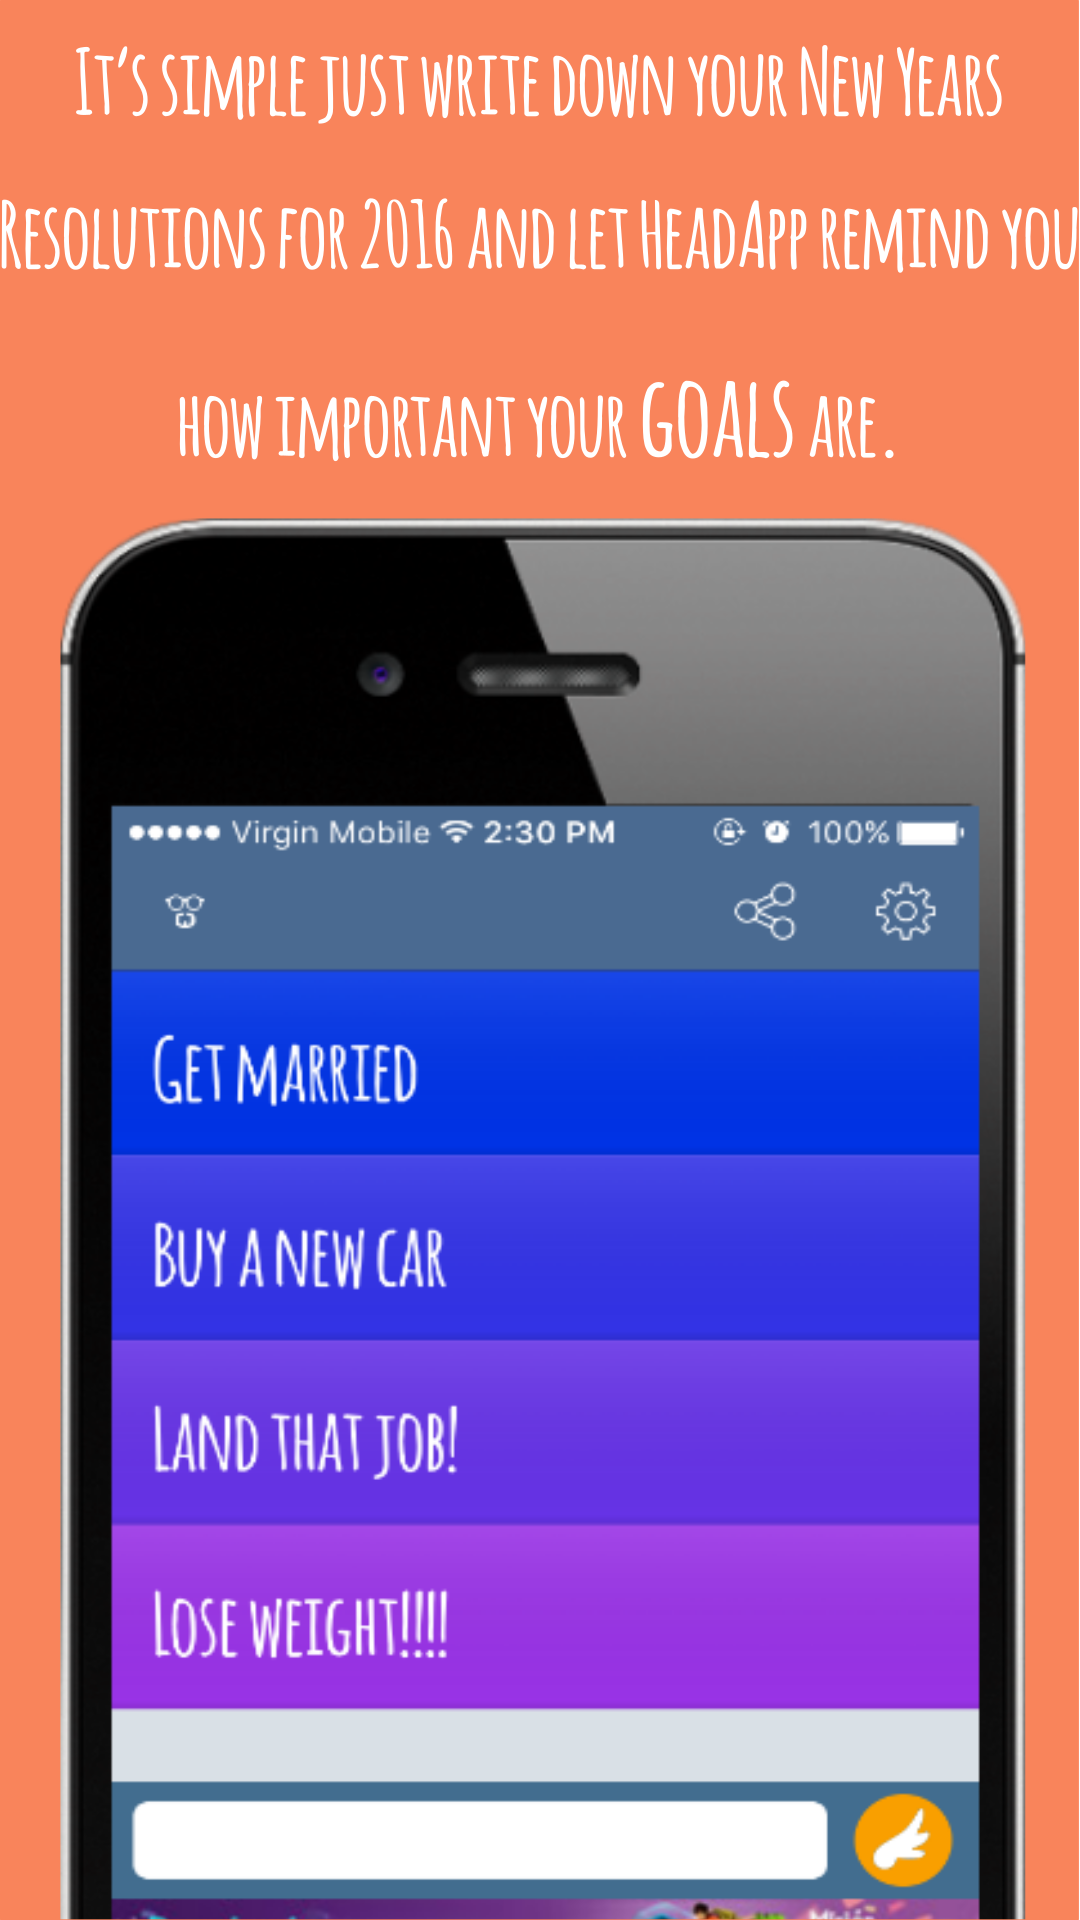 It's simple just write down your New Years
Resolutions for 2016 and let HeadApp remind you
how important your GOALS are.
Virgin Mobile 2:30 PM 100%
Get married
Buy a new car
Land that job!
Lose weight!!!!